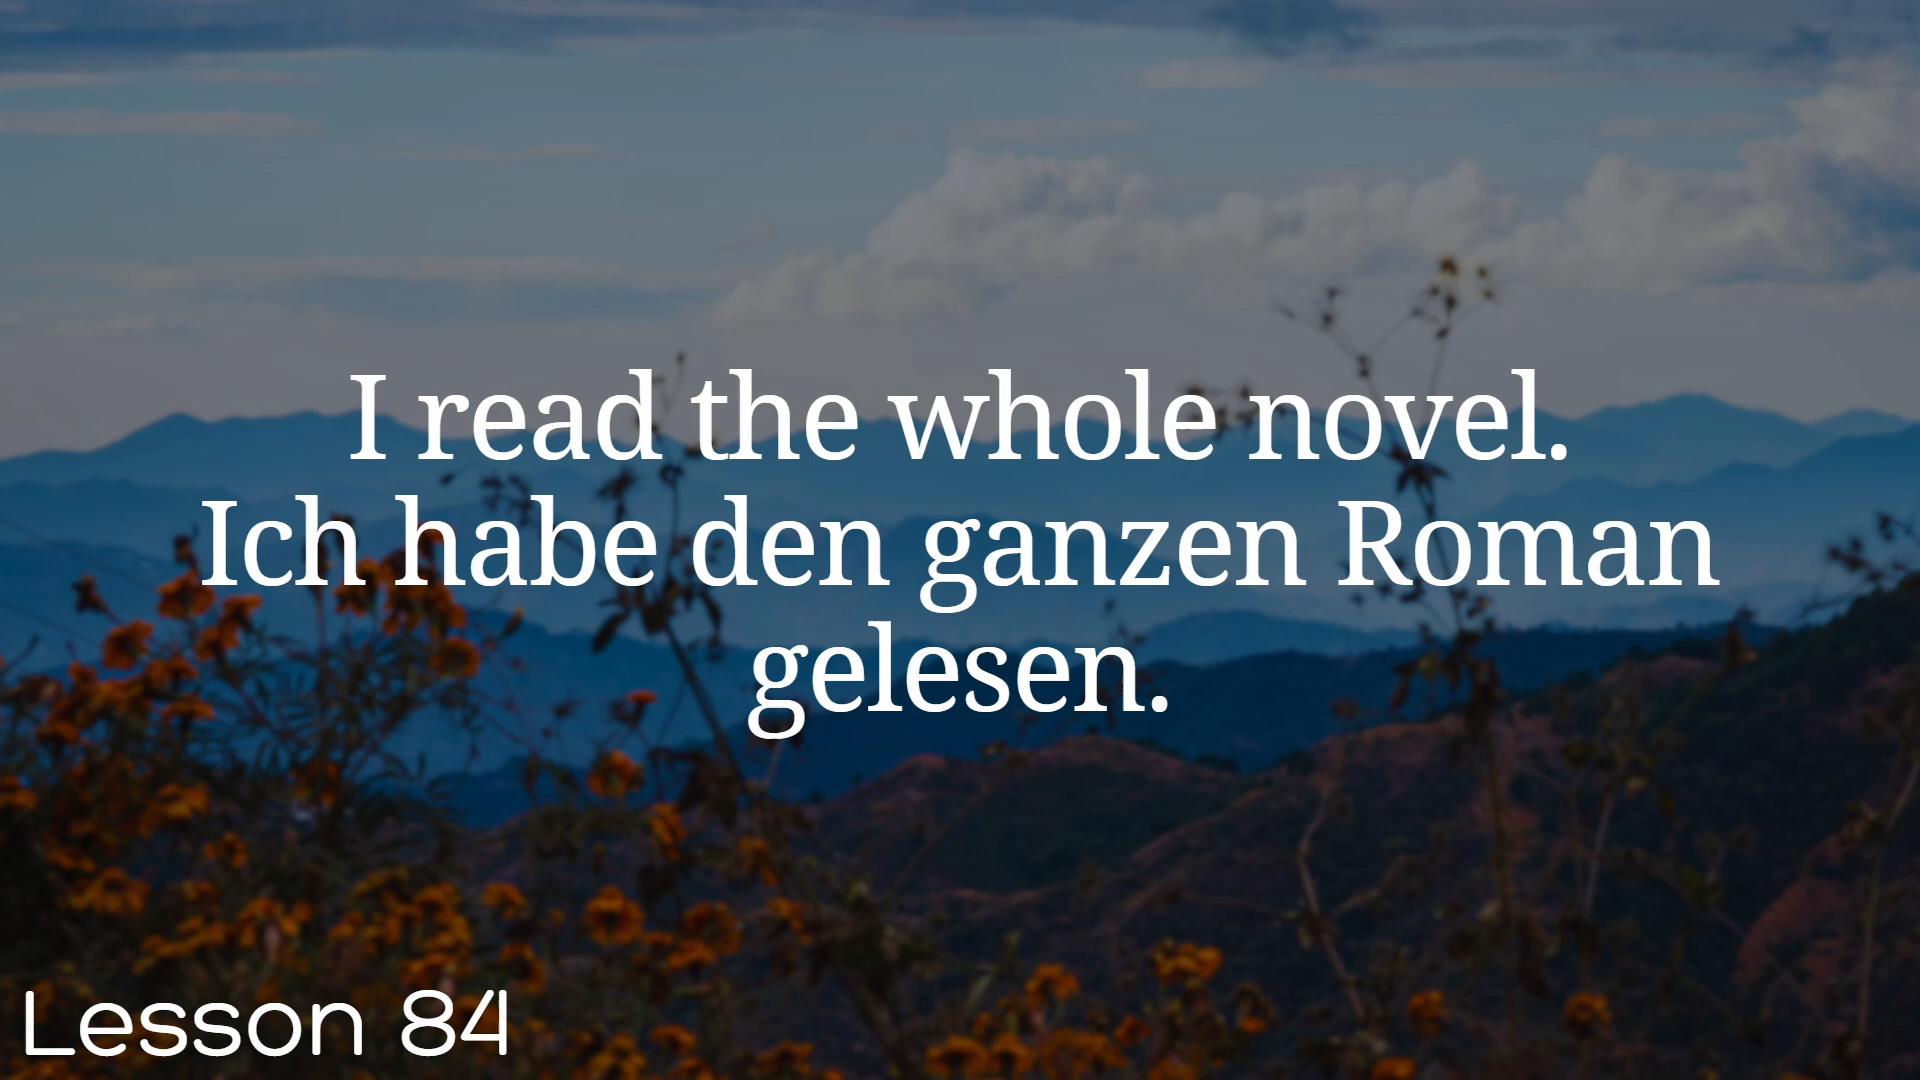 I read the whole novel.
Ich habe den ganzen Roman
gelesen.
Lesson 84